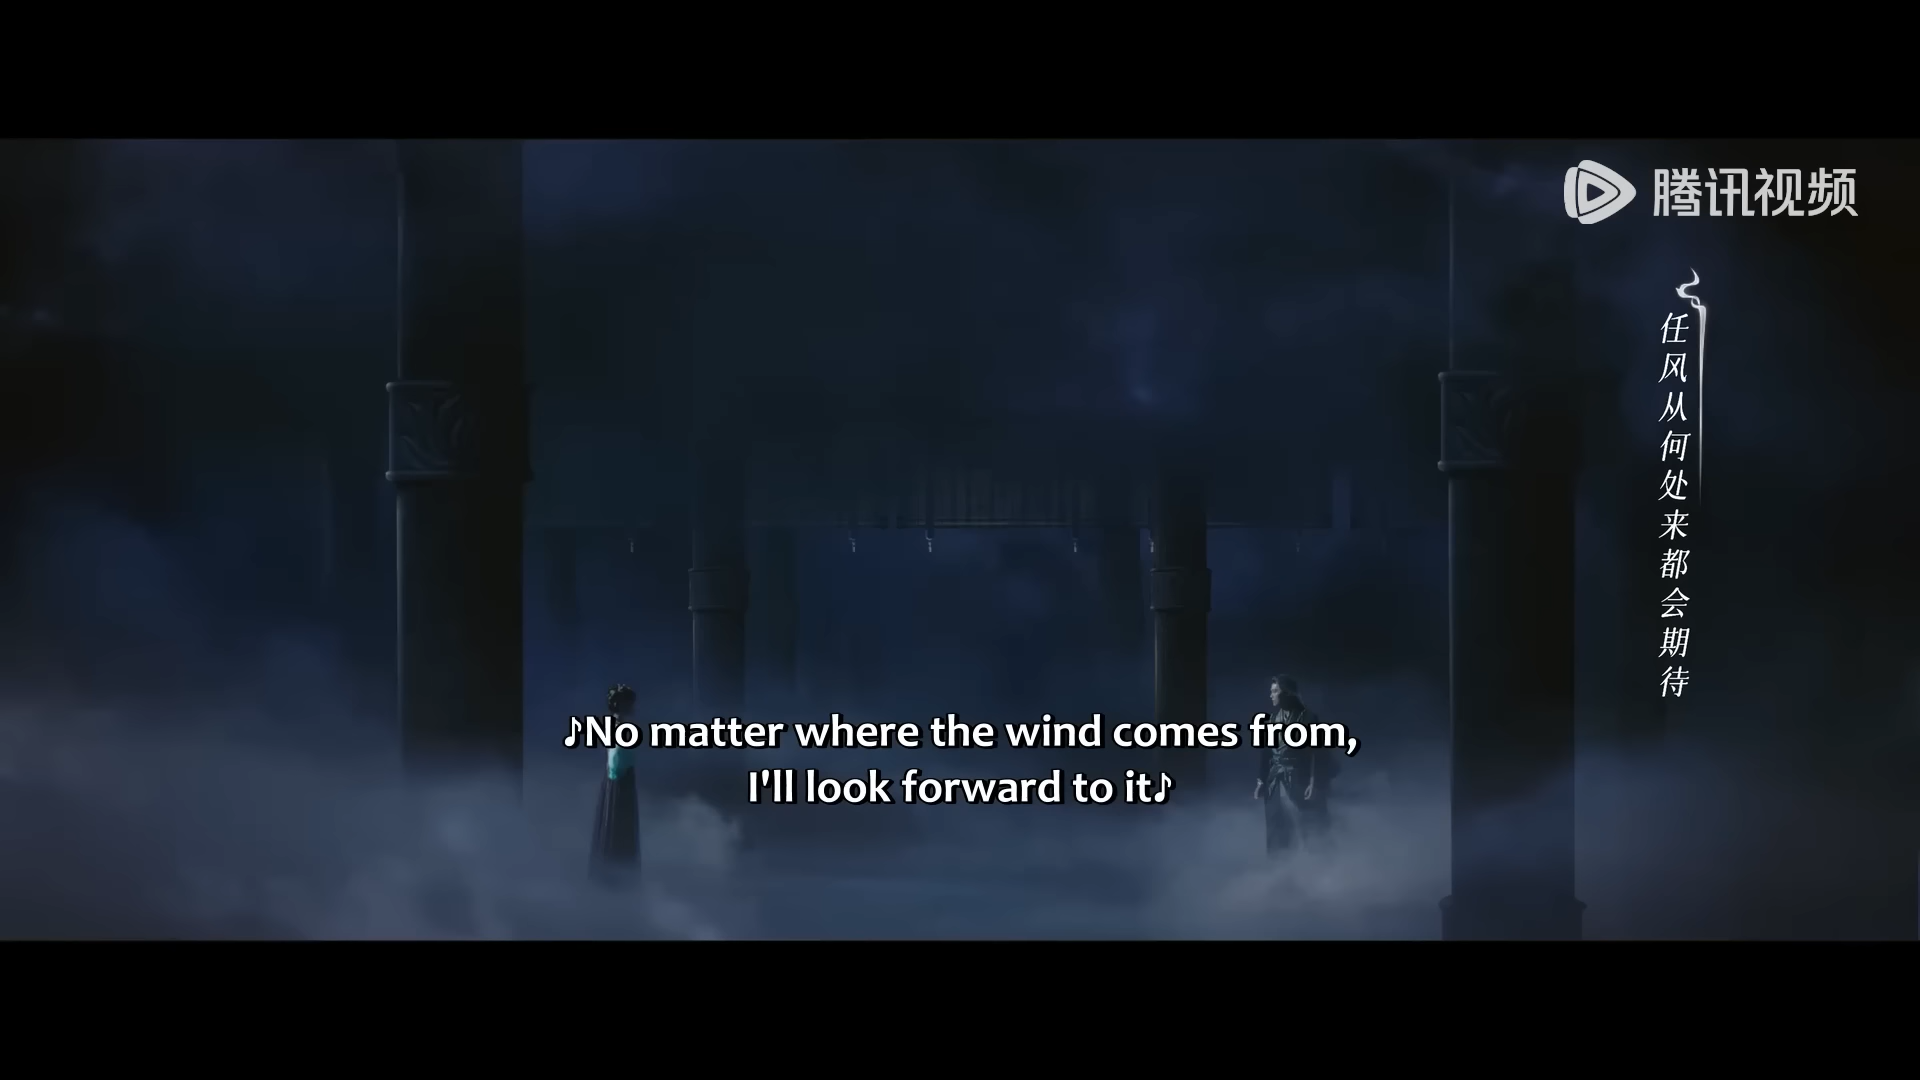 腾讯视频
任风从何处来都会期待
♪No matter where the wind comes from,
I'll look forward to it♪